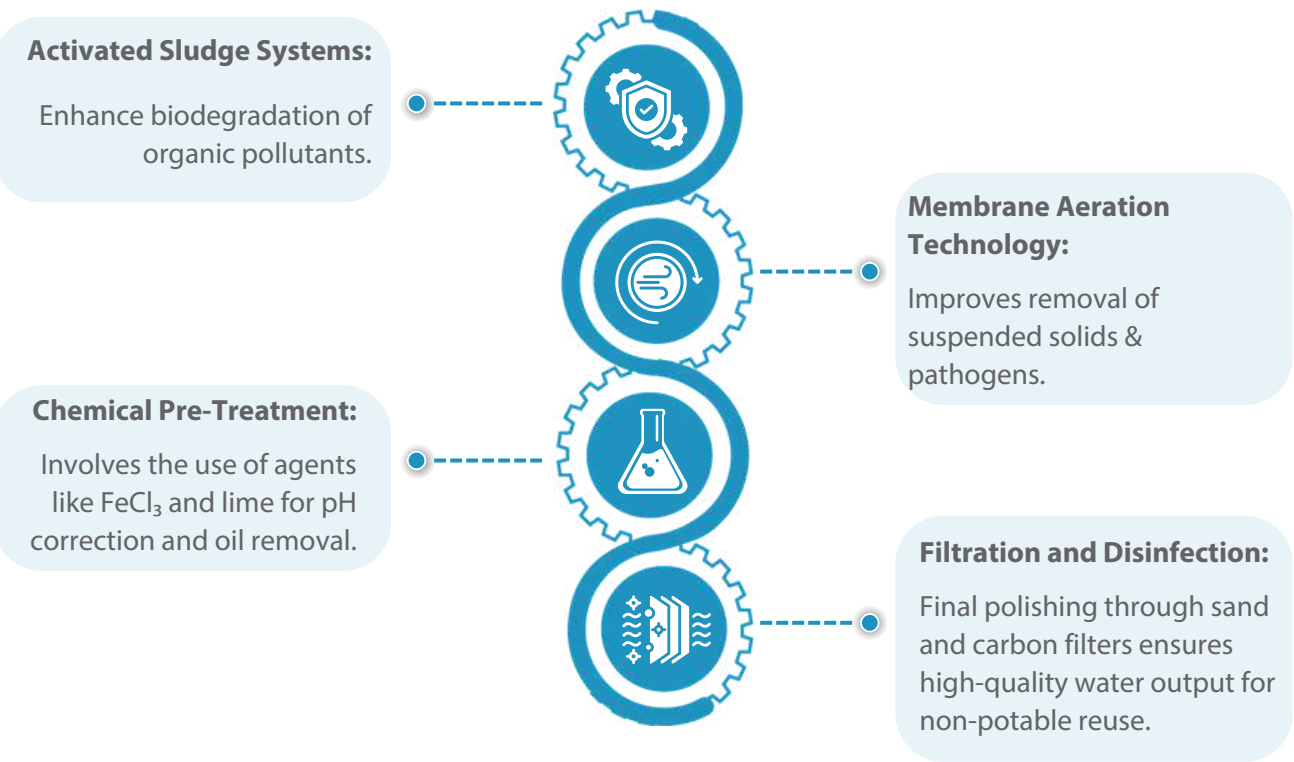 Activated Sludge Systems:
Enhance biodegradation of
organic pollutants.
Membrane Aeration
Technology:
Improves removal of
suspended solids &
pathogens.
Chemical Pre-Treatment:
Involves the use of agents
like FeCl₃ and lime for pH
correction and oil removal.
Filtration and Disinfection:
Final polishing through sand
and carbon filters ensures
high-quality water output for
non-potable reuse.